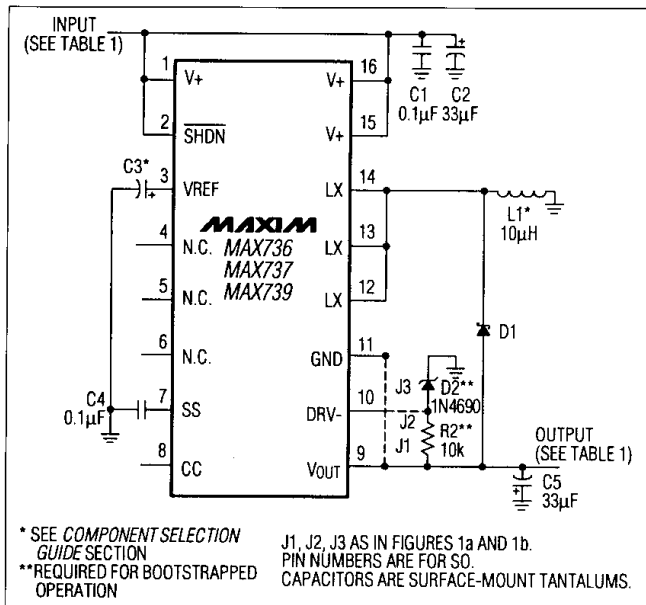 INPUT
(SEE TABLE 1)
1
V+
2
SHDN
C3*
3
+
VREF
4
N.C.
5
N.C.
6
N.C.
C4
0.1µF
7
SS
8
CC
MAXIM
MAX736
MAX737
MAX739
16
V+
15
V+
14
LX
13
LX
12
LX
11
GND
10
DRV-
9
VOUT
C1
0.1µF
+
C2
33µF
L1*
10µH
D1
J3
D2**
1N4690
J2
R2**
J1
10k
OUTPUT
(SEE TABLE 1)
+
C5
33µF
* SEE COMPONENT SELECTION
GUIDE SECTION
**REQUIRED FOR BOOTSTRAPPED
OPERATION
J1, J2, J3 AS IN FIGURES 1a AND 1b.
PIN NUMBERS ARE FOR SO.
CAPACITORS ARE SURFACE-MOUNT TANTALUMS.